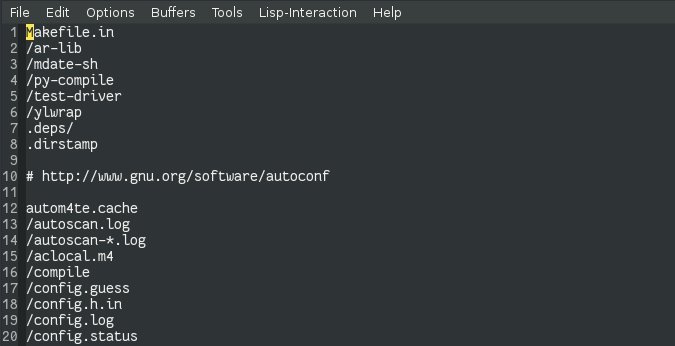 File Edit Options Buffers Tools Lisp-Interaction Help
1 Makefile.in
2 /ar-lib
3 /mdate-sh
4 /py-compile
5 /test-driver
6 /ylwrap
7 .deps/
8 .dirstamp
9
10 # http://www.gnu.org/software/autoconf
11
12 autom4te.cache
13 /autoscan.log
14 /autoscan-*.log
15 /aclocal.m4
16 /compile
17 /config.guess
18 /config.h.in
19 /config.log
20 /config.status